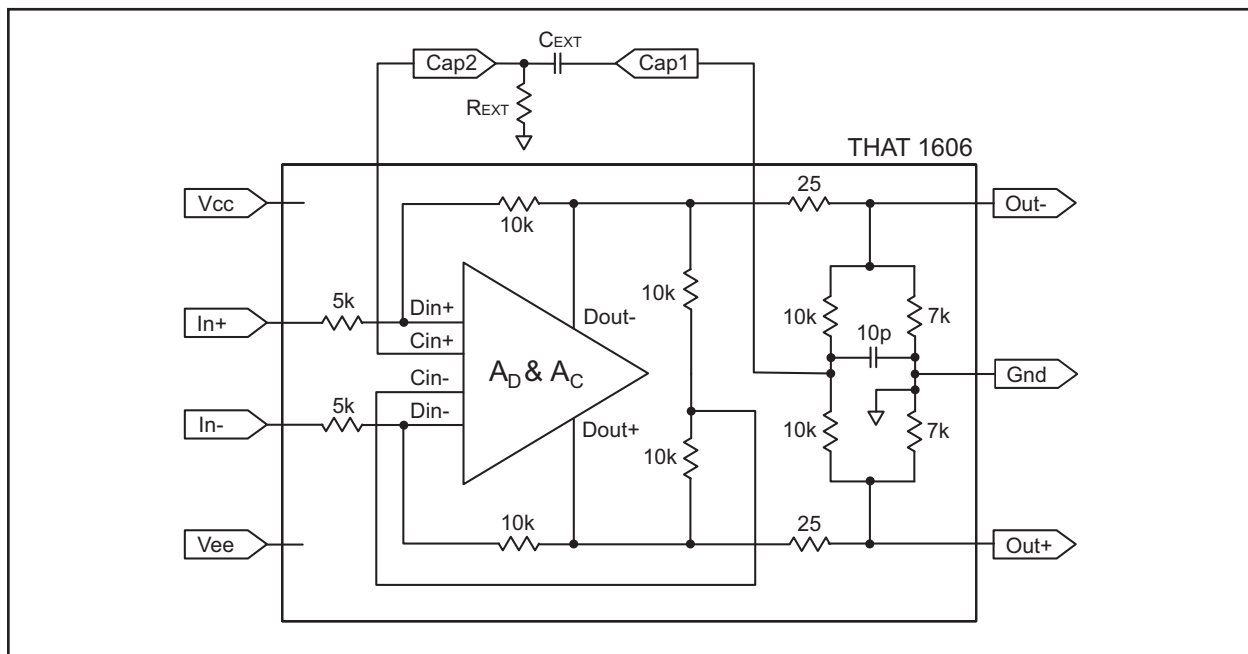 CEXT
Cap2
Cap1
REXT
THAT 1606
Vcc
10k
25
Out-
In+
5k
Din+
Cin+
Dout-
10k
10k
7k
10p
AD & AC
Gnd
Cin-
Din-
In-
5k
Dout+
10k
10k
7k
Vee
10k
25
Out+